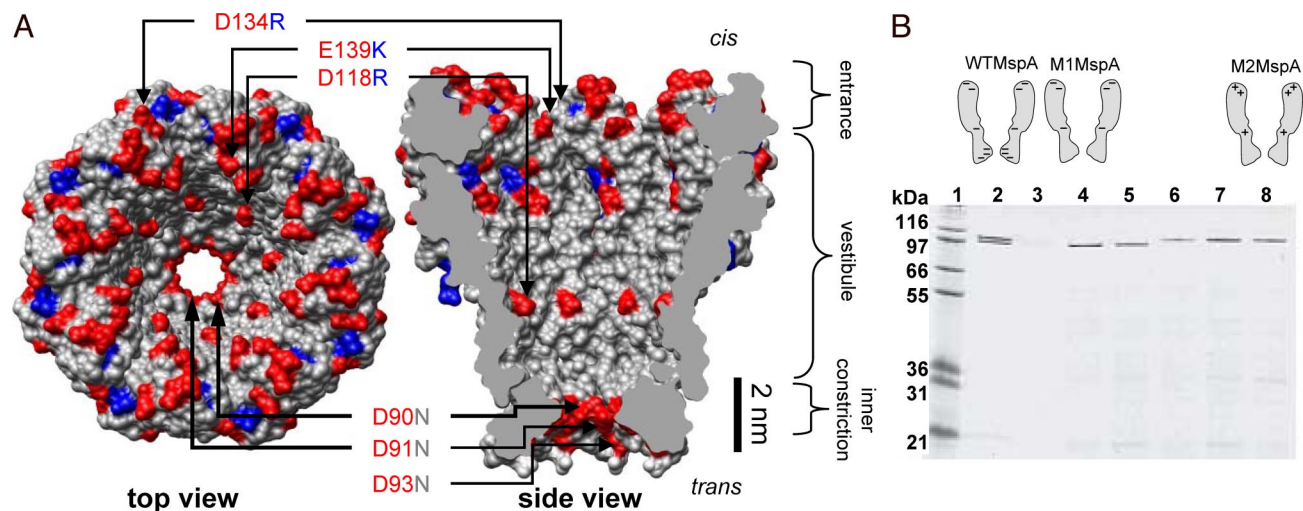 A
D134R
E139K
D118R
cis
entrance
vestibule
inner
constriction
2 nm
D90N
D91N
D93N
trans
top view
side view
B
WTMspA
M1MspA
M2MspA
kDa 1 2 3 4 5 6 7 8
116
97
66
55
36
31
21